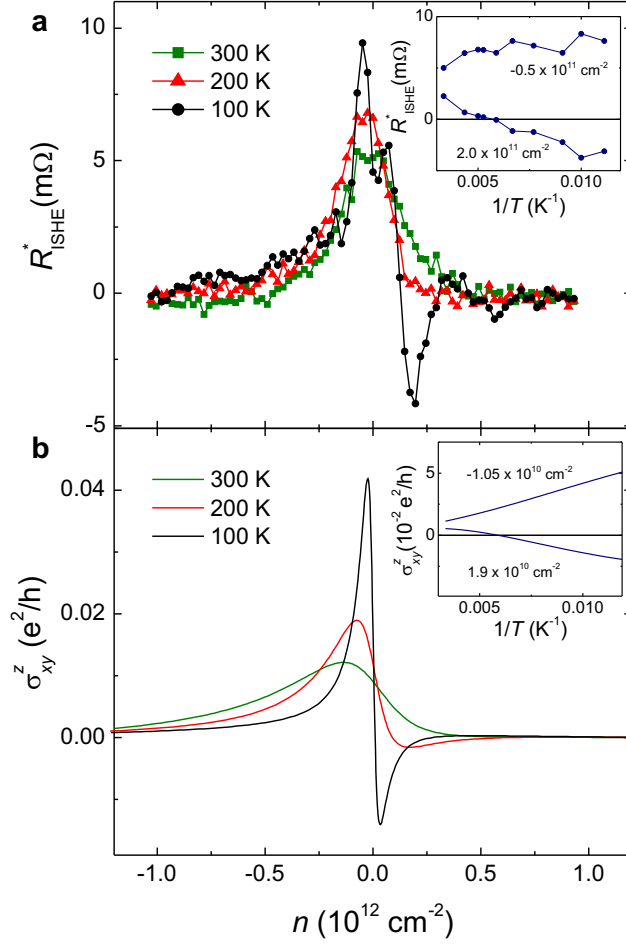 a
300 K
200 K
100 K
R*ISHE(mΩ)
10
5
0
-5
R*ISHE(mΩ)
10
0
-0.5 x 10^11 cm^-2
2.0 x 10^11 cm^-2
0.005 0.010
1/T (K^-1)
b
300 K
200 K
100 K
σ^z_xy (e^2/h)
0.04
0.02
0.00
σ^z_xy(10^-2 e^2/h)
5
0
-1.05 x 10^10 cm^-2
1.9 x 10^10 cm^-2
0.005 0.010
1/T (K^-1)
-1.0 -0.5 0.0 0.5 1.0
n (10^12 cm^-2)